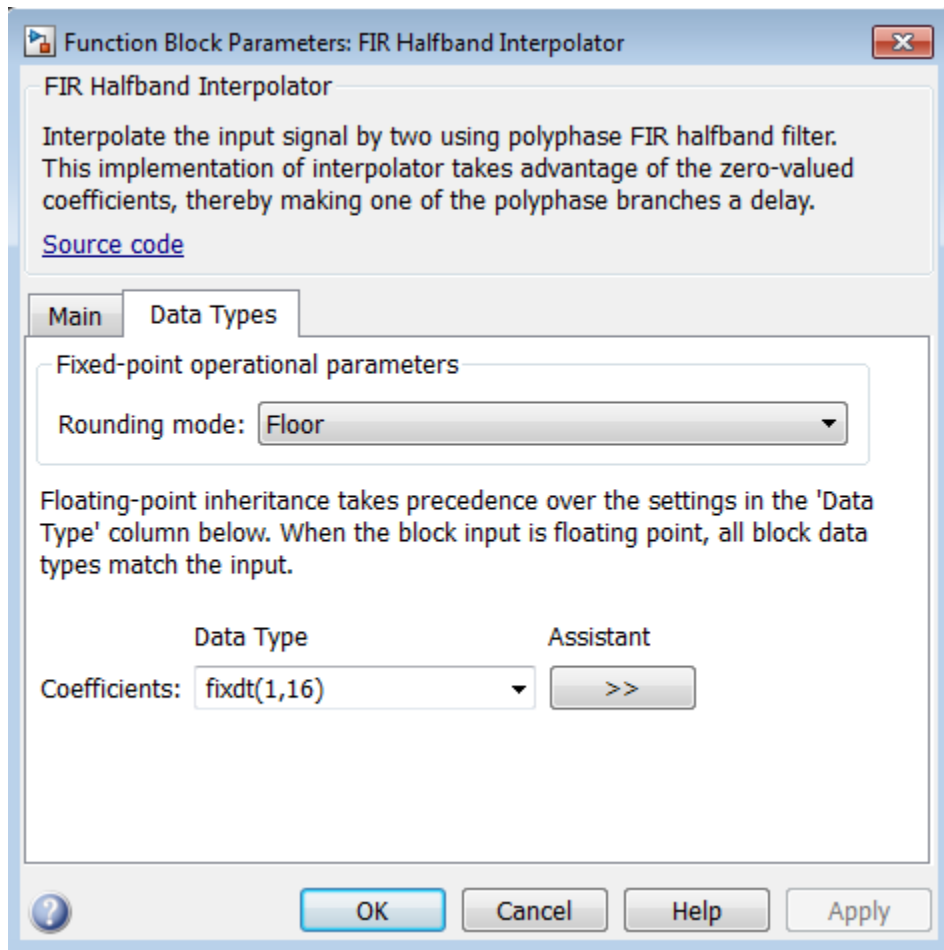 Function Block Parameters: FIR Halfband Interpolator
FIR Halfband Interpolator
Interpolate the input signal by two using polyphase FIR halfband filter.
This implementation of interpolator takes advantage of the zero-valued
coefficients, thereby making one of the polyphase branches a delay.
Source code
Main Data Types
Fixed-point operational parameters
Rounding mode: Floor
Floating-point inheritance takes precedence over the settings in the 'Data
Type' column below. When the block input is floating point, all block data
types match the input.
Data Type Assistant
Coefficients: fixdt(1,16) >>
? OK Cancel Help Apply